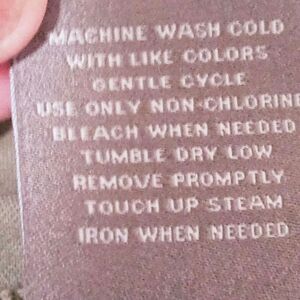 MACHINE WASH COLD
WITH LIKE COLORS
GENTLE CYCLE
USE ONLY NON-CHLORINE
BLEACH WHEN NEEDED
TUMBLE DRY LOW
REMOVE PROMPTLY
TOUCH UP STEAM
IRON WHEN NEEDED